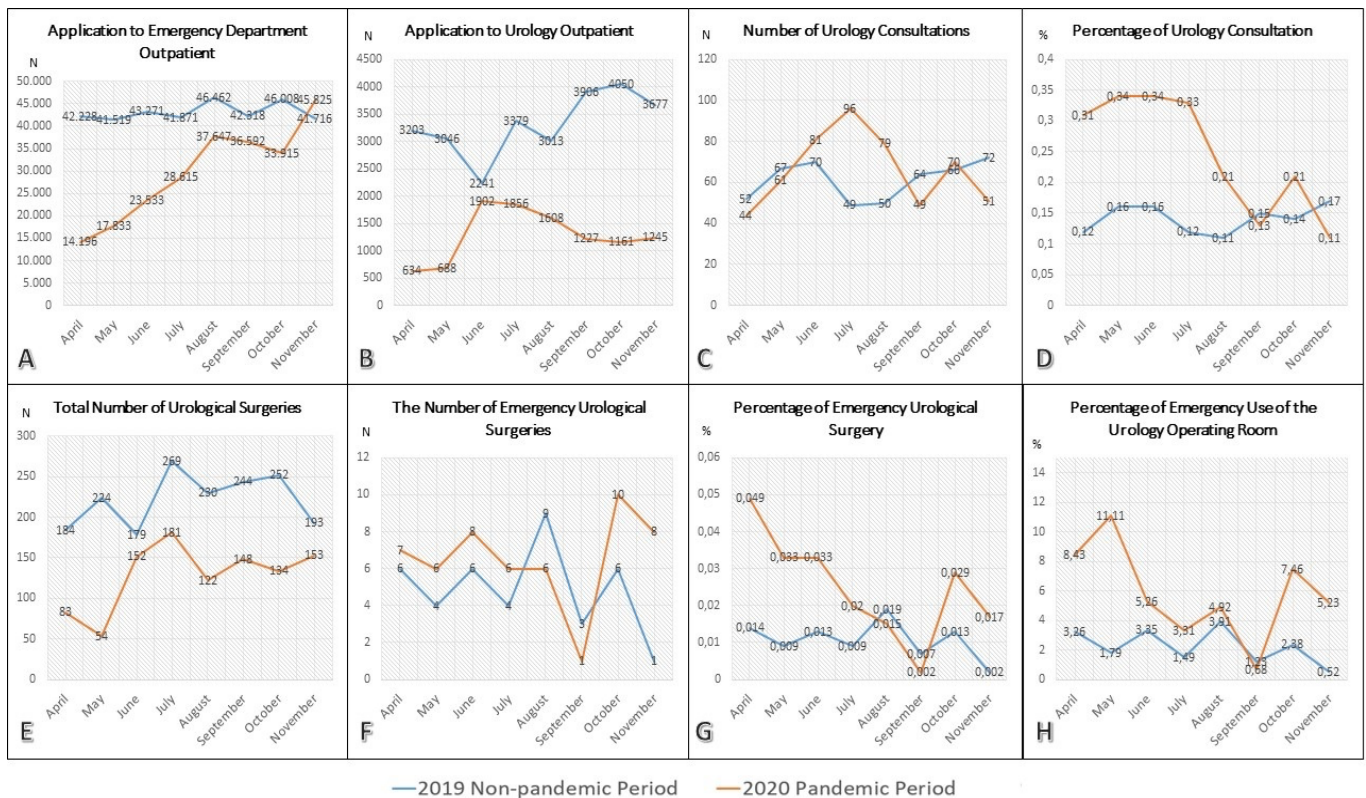 Application to Emergency Department
Outpatient
N
50.000
45.000
40.000
35.000
30.000
25.000
20.000
15.000
10.000
5.000
0
42.228 41.519 43.271 41.871 46.462 42.318 46.008 41.716
14.196 17.833 23.533 28.615 37.647 36.592 33.915 45.825
April May June July August September October November
A
Application to Urology Outpatient
N
4500
4000
3500
3000
2500
2000
1500
1000
500
0
3203 3046 2241 3379 3013 3906 4050 3677
634 688 1902 1856 1608 1227 1161 1245
April May June July August September October November
B
Number of Urology Consultations
N
120
100
80
60
40
20
0
52 67 70 49 50 64 66 72
44 61 81 96 79 49 70 51
April May June July August September October November
C
Percentage of Urology Consultation
%
0,4
0,35
0,3
0,25
0,2
0,15
0,1
0,05
0
0,12 0,16 0,16 0,12 0,11 0,15 0,14 0,17
0,31 0,34 0,34 0,33 0,21 0,13 0,21 0,11
April May June July August September October November
D
Total Number of Urological Surgeries
N
300
250
200
150
100
50
0
184 224 179 269 230 244 252 193
83 54 152 181 122 148 134 153
April May June July August September October November
E
The Number of Emergency Urological
Surgeries
N
12
10
8
6
4
2
0
6 4 6 4 9 3 6 1
7 6 8 6 6 1 10 8
April May June July August September October November
F
Percentage of Emergency Urological
Surgery
%
0,06
0,05
0,04
0,03
0,02
0,01
0
0,014 0,009 0,013 0,009 0,019 0,007 0,013 0,002
0,049 0,033 0,033 0,02 0,015 0,002 0,029 0,017
April May June July August September October November
G
Percentage of Emergency Use of the
Urology Operating Room
%
14
12
10
8
6
4
2
0
3,26 1,79 3,35 1,49 3,91 1,23 2,38 0,52
8,43 11,11 5,26 3,31 4,92 0,68 7,46 5,23
April May June July August September October November
H
2019 Non-pandemic Period 2020 Pandemic Period